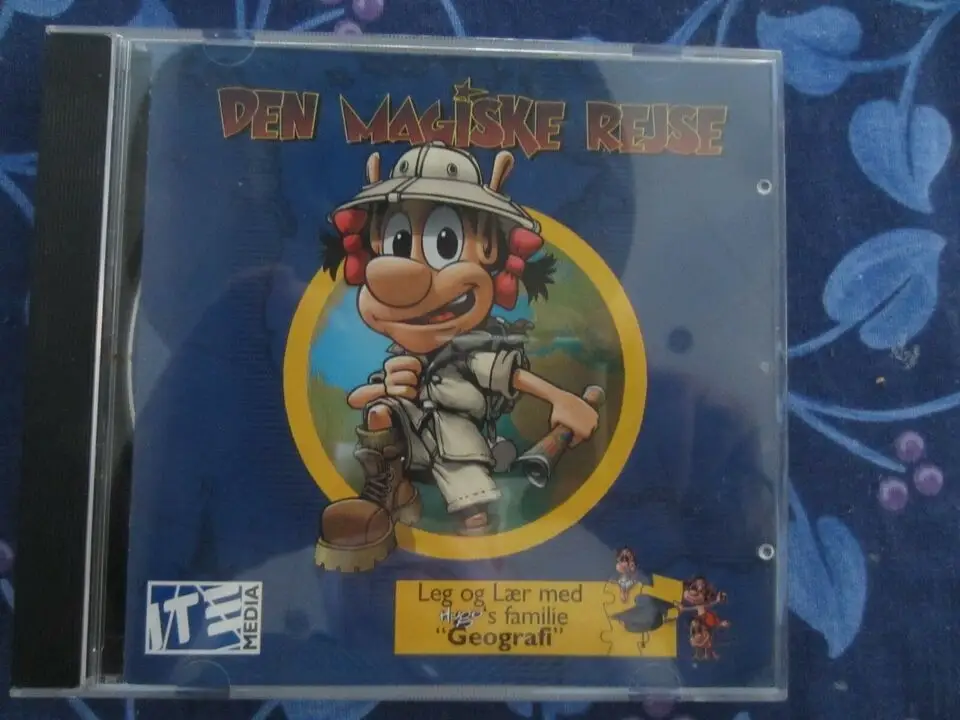 DEN MAGISKE REJSE
Leg og Lær med
Hugo's familie
"Geografi"
ITE
MEDIA